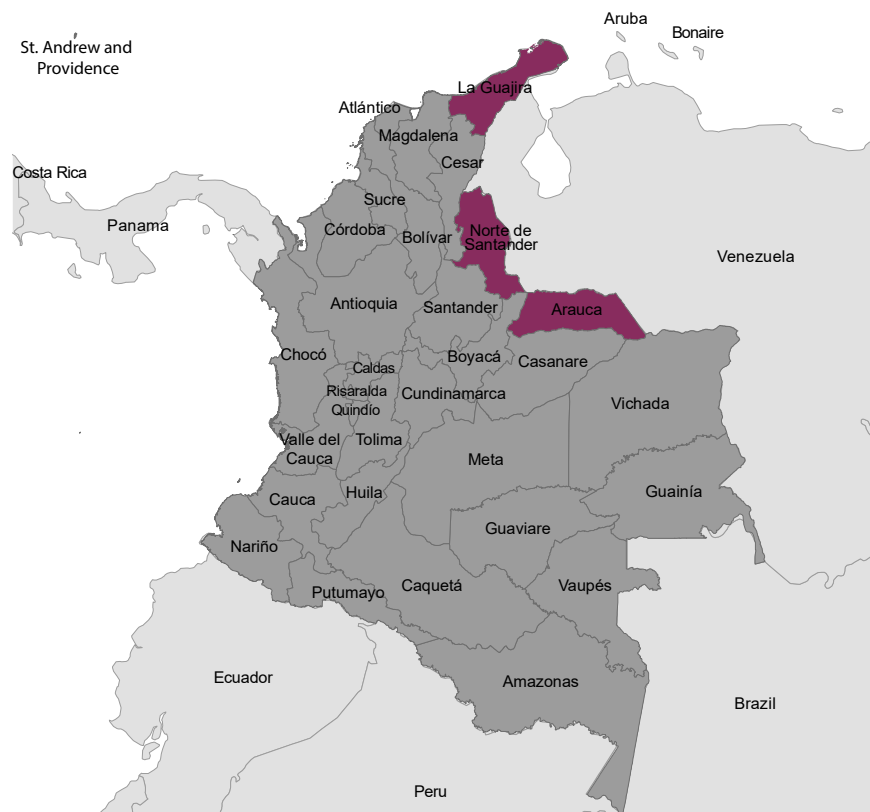 Aruba
Bonaire
St. Andrew and
Providence
La Guajira
Atlántico
Magdalena
Cesar
Costa Rica
Sucre
Panama
Córdoba
Bolívar
Norte de
Santander
Venezuela
Antioquia
Santander
Arauca
Chocó
Boyacá
Casanare
Caldas
Risaralda
Cundinamarca
Quindío
Vichada
Valle del
Cauca
Tolima
Meta
Cauca
Huila
Guainía
Guaviare
Nariño
Putumayo
Caquetá
Vaupés
Ecuador
Amazonas
Brazil
Peru